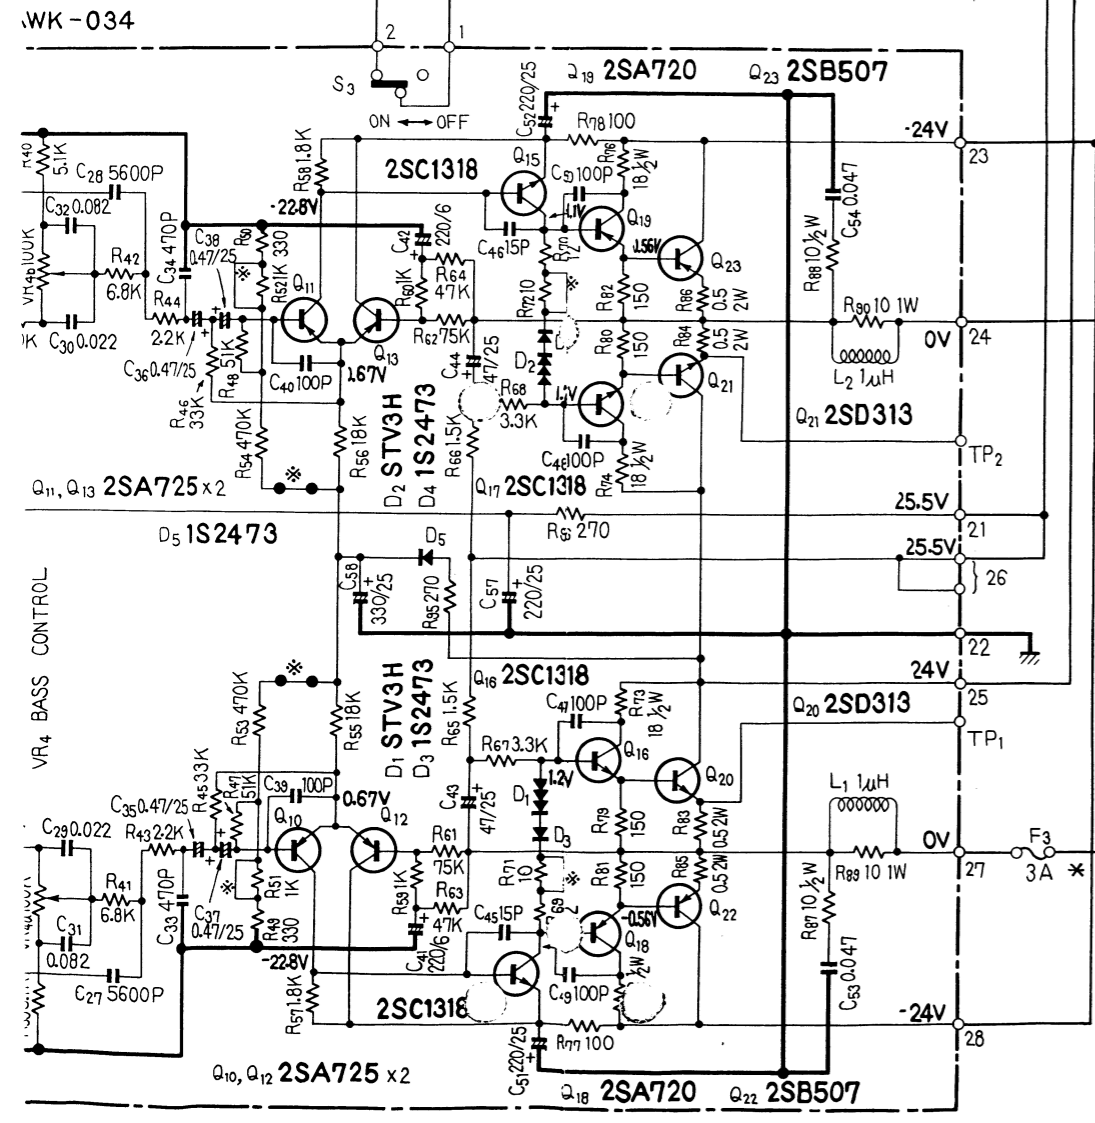 WK-034
2
1
S3
ON ↔ OFF
C52 220/25
+
Q19 2SA720
Q23 2SB507
R78 100
-24V
23
R40
5.1K
C28 5600P
R58 1.8K
2SC1318
Q15
C50 100P
R76
18 ½W
C32 0.082
-22.8V
C34 470P
C38
0.47/25
R50
330
C42
220/6
C46 15P
1.1V
Q19
1.56V
C54 0.047
R88 10 ½W
VR4b 100K
R42
6.8K
※
R52 1K
R60 1K
R64
47K
R70
12
R72 10
※
R82
150
Q23
R86
0.5
2W
Q11
R44
2.2K
R62 75K
R90 10 1W
24
0V
C30 0.022
C36 0.47/25
R48
51K
C40 100P
Q13
1.67V
C44
47/25
D2
R80
150
R84
0.5
2W
Q21
L2 1μH
R46
33K
R68
3.3K
1.1V
Q21 2SD313
R54 470K
R56 18K
D2 STV3H
D4 1S2473
R66 1.5K
C48 100P
R74
18 ½W
TP2
※
Q11, Q13 2SA725 x 2
Q17 2SC1318
25.5V
21
D5 1S2473
270
D5
25.5V
26
C58
330/25
R95 270
C57
220/25
22
VR4 BASS CONTROL
※
D1 STV3H
D3 1S2473
Q16 2SC1318
24V
25
R53 470K
R55 18K
R65 1.5K
C47 100P
R73
18 ½W
Q20 2SD313
TP1
R67 3.3K
Q16
1.2V
Q20
L1 1μH
R45 33K
R47
51K
C39 100P
0.67V
C35 0.47/25
Q10
Q12
C43
47/25
D1
R79
150
R83
0.5 2W
C29 0.022
R43 2.2K
D3
0V
F3
3A
*
27
R61
75K
R89 10 1W
R41
6.8K
C33 470P
※
R51
1K
R59 1K
R63
47K
R71
10
※
R81
150
R85
0.5 2W
Q22
R87 10 ½W
C31
0.082
C37
0.47/25
R49
330
C41
220/6
C45 15P
69
-0.56V
Q18
-22.8V
½W
C27 5600P
R57 1.8K
C49 100P
C53 0.047
2SC1318
-24V
28
R77 100
Q10, Q12 2SA725 x 2
C51 220/25
+
Q18 2SA720
Q22 2SB507